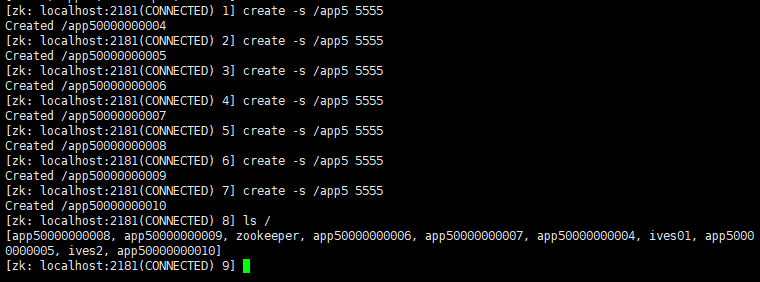 [zk: localhost:2181(CONNECTED) 1] create -s /app5 5555
Created /app50000000004
[zk: localhost:2181(CONNECTED) 2] create -s /app5 5555
Created /app50000000005
[zk: localhost:2181(CONNECTED) 3] create -s /app5 5555
Created /app50000000006
[zk: localhost:2181(CONNECTED) 4] create -s /app5 5555
Created /app50000000007
[zk: localhost:2181(CONNECTED) 5] create -s /app5 5555
Created /app50000000008
[zk: localhost:2181(CONNECTED) 6] create -s /app5 5555
Created /app50000000009
[zk: localhost:2181(CONNECTED) 7] create -s /app5 5555
Created /app50000000010
[zk: localhost:2181(CONNECTED) 8] ls /
[app50000000008, app50000000009, zookeeper, app50000000006, app50000000007, app50000000004, ives01, app5000
0000005, ives2, app50000000010]
[zk: localhost:2181(CONNECTED) 9]